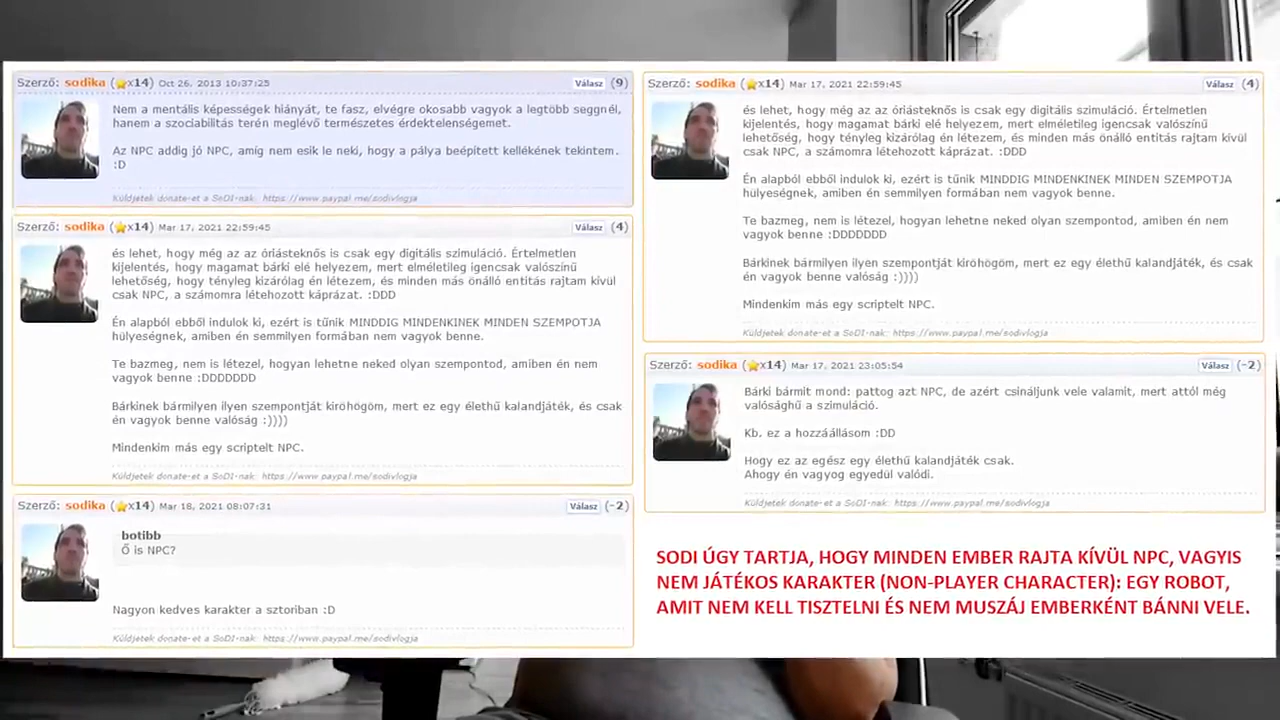 Szerző: sodika (⭐x14) Oct 26, 2013 10:37:25 Válasz (9)
Nem a mentális képességek hiányát, te fasz, elvégre okosabb vagyok a legtöbb seggnél,
hanem a szociabilitás terén meglévő természetes érdektelenségemet.
Az NPC addig jó NPC, amíg nem esik le neki, hogy a pálya beépített kellékének tekintem.
:D
Küldjetek donate-et a SoDI-nak: https://www.paypal.me/sodivlogja
Szerző: sodika (⭐x14) Mar 17, 2021 22:59:45 Válasz (4)
és lehet, hogy még az az óriásteknős is csak egy digitális szimuláció. Értelmetlen
kijelentés, hogy magamat bárki elé helyezem, mert elméletileg igencsak valószínű
lehetőség, hogy tényleg kizárólag én létezem, és minden más önálló entitás rajtam kívül
csak NPC, a számomra létehozott káprázat. :DDD
Én alapból ebből indulok ki, ezért is tűnik MINDDIG MINDENKINEK MINDEN SZEMPOTJA
hülyeségnek, amiben én semmilyen formában nem vagyok benne.
Te bazmeg, nem is létezel, hogyan lehetne neked olyan szempontod, amiben én nem
vagyok benne :DDDDDDD
Bárkinek bármilyen ilyen szempontját kiröhögöm, mert ez egy élethű kalandjáték, és csak
én vagyok benne valóság :))))
Mindenkim más egy scriptelt NPC.
Küldjetek donate-et a SoDI-nak: https://www.paypal.me/sodivlogja
Szerző: sodika (⭐x14) Mar 18, 2021 08:07:31 Válasz (-2)
botibb
Ő is NPC?
Nagyon kedves karakter a sztoriban :D
Küldjetek donate-et a SoDI-nak: https://www.paypal.me/sodivlogja
Szerző: sodika (⭐x14) Mar 17, 2021 22:59:45 Válasz (4)
és lehet, hogy még az az óriásteknős is csak egy digitális szimuláció. Értelmetlen
kijelentés, hogy magamat bárki elé helyezem, mert elméletileg igencsak valószínű
lehetőség, hogy tényleg kizárólag én létezem, és minden más önálló entitás rajtam kívül
csak NPC, a számomra létehozott káprázat. :DDD
Én alapból ebből indulok ki, ezért is tűnik MINDDIG MINDENKINEK MINDEN SZEMPOTJA
hülyeségnek, amiben én semmilyen formában nem vagyok benne.
Te bazmeg, nem is létezel, hogyan lehetne neked olyan szempontod, amiben én nem
vagyok benne :DDDDDDD
Bárkinek bármilyen ilyen szempontját kiröhögöm, mert ez egy élethű kalandjáték, és csak
én vagyok benne valóság :))))
Mindenkim más egy scriptelt NPC.
Küldjetek donate-et a SoDI-nak: https://www.paypal.me/sodivlogja
Szerző: sodika (⭐x14) Mar 17, 2021 23:05:54 Válasz (-2)
Bárki bármit mond: pattog azt NPC, de azért csináljunk vele valamit, mert attól még
valósághű a szimuláció.
Kb, ez a hozzáállásom :DD
Hogy ez az egész egy élethű kalandjáték csak.
Ahogy én vagyog egyedül valódi.
Küldjetek donate-et a SoDI-nak: https://www.paypal.me/sodivlogja
SODI ÚGY TARTJA, HOGY MINDEN EMBER RAJTA KÍVÜL NPC, VAGYIS
NEM JÁTÉKOS KARAKTER (NON-PLAYER CHARACTER): EGY ROBOT,
AMIT NEM KELL TISZTELNI ÉS NEM MUSZÁJ EMBERKÉNT BÁNNI VELE.